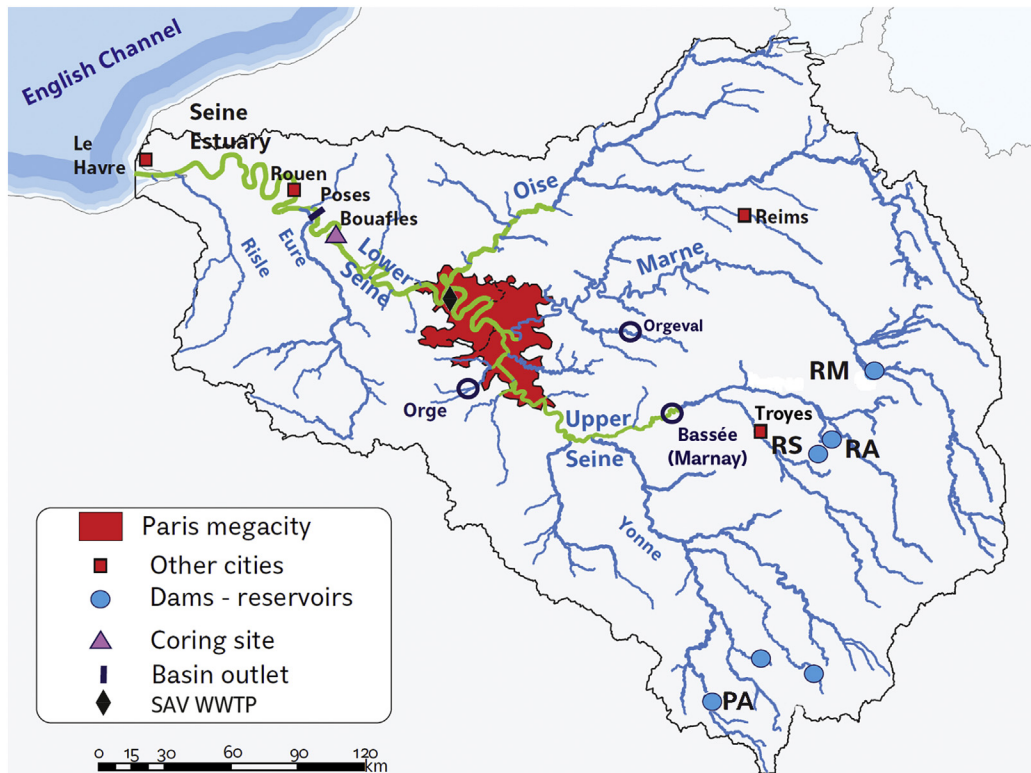 English Channel
Seine
Estuary
Le
Havre
Rouen
Poses
Bouafles
Risle
Eure
Lower
Seine
Oise
Reims
Marne
Orgeval
RM
Orge
Upper
Seine
Bassée
(Marnay)
Troyes
RS
RA
Yonne
PA
Paris megacity
Other cities
Dams - reservoirs
Coring site
Basin outlet
SAV WWTP
0 15 30 60 90 120
km